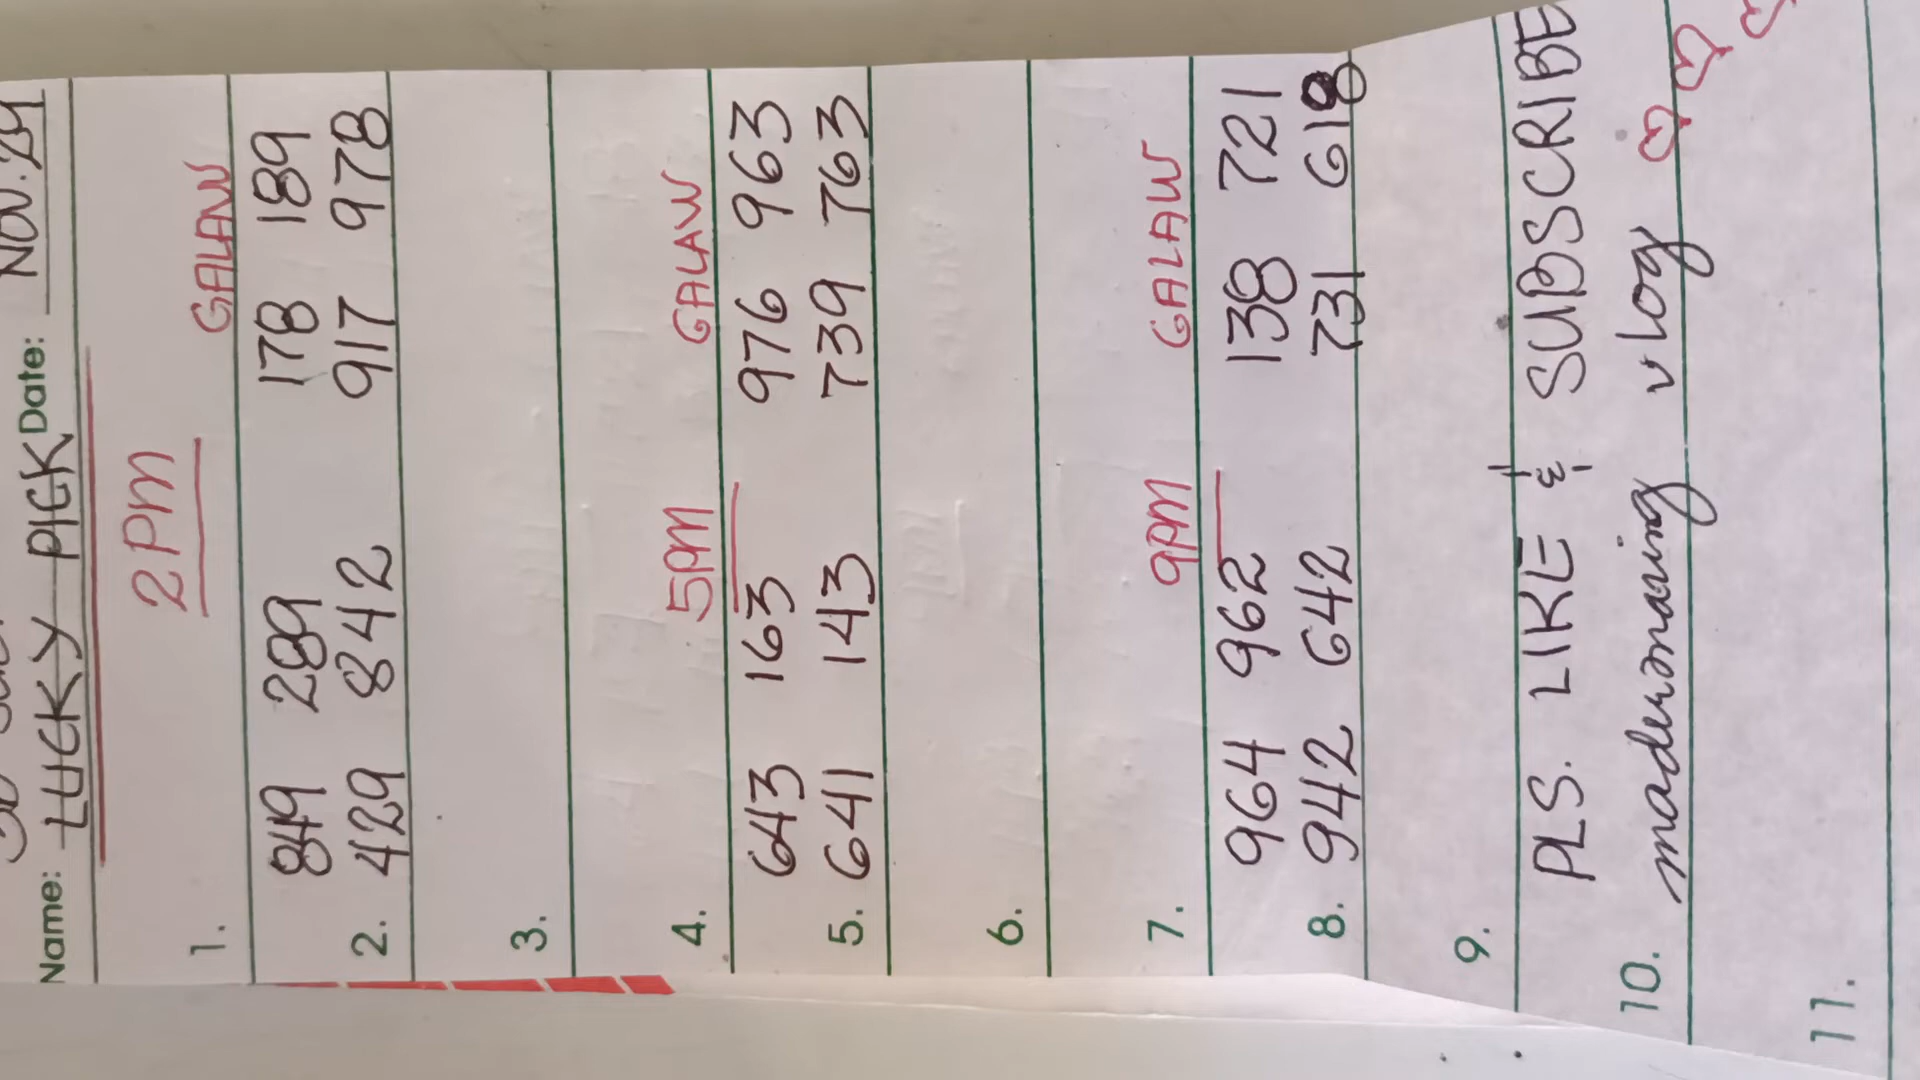 Name: LUCKY PICK Date: NOV. 29
2PM
1. GALAW
849 289 178 189
2. 429 842 917 978
3.
5pm
4. GALAW
643 163 976 963
5. 641 143 739 763
6.
9pm
7. GALAW
964 962 138 721
8. 942 642 731 618
9.
PLS. LIKE & SUBSCRIBE
10. vlog
11.